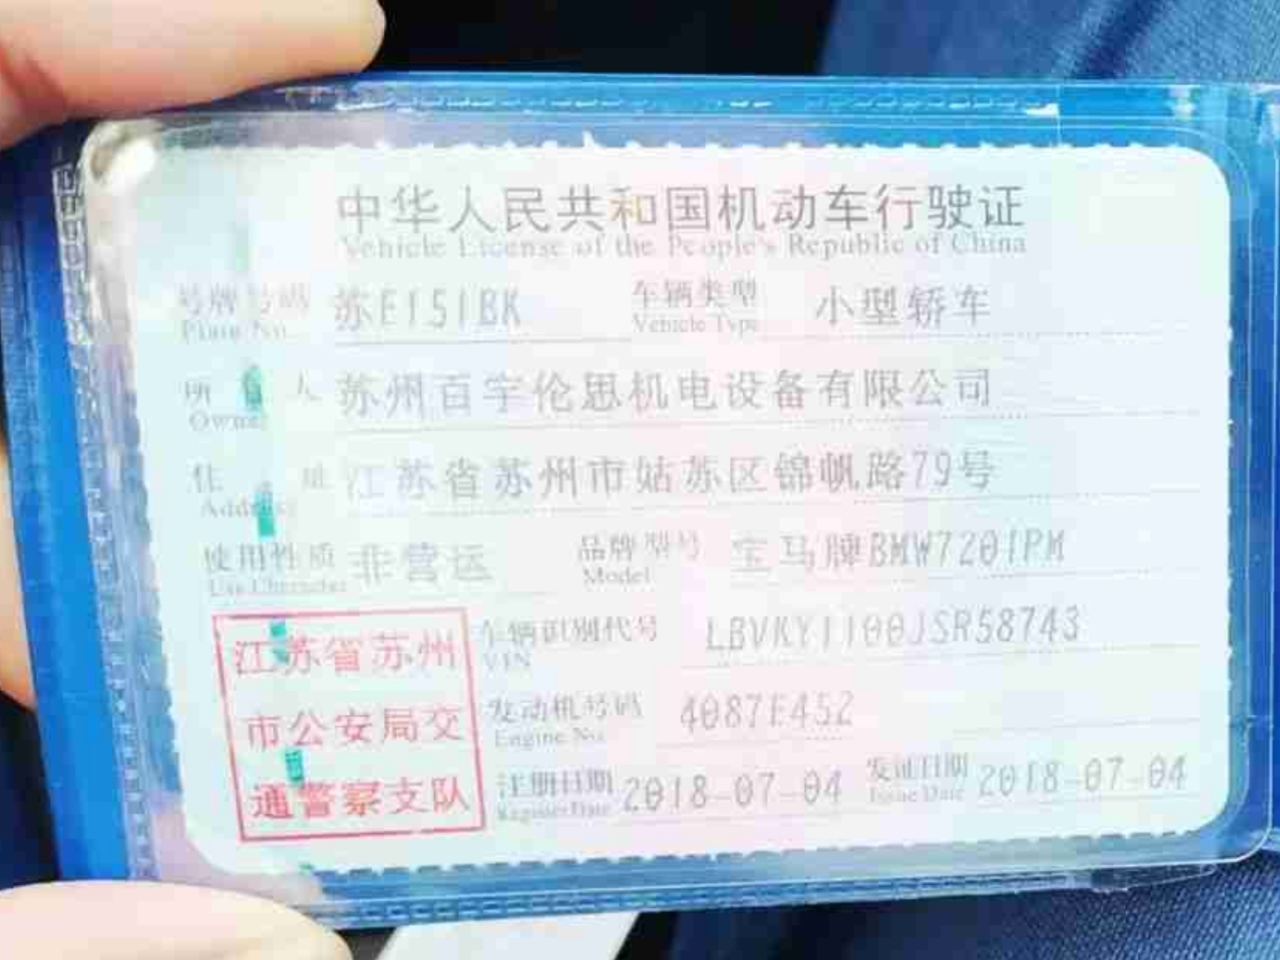 中华人民共和国机动车行驶证
Vehicle License of the People's Republic of China
号牌号码 苏E151BK 车辆类型 小型轿车
Plate No. Vehicle Type
所有人 苏州百宇伦思机电设备有限公司
Owner
住址 江苏省苏州市姑苏区锦帆路79号
Address
使用性质 非营运 品牌型号 宝马牌BMW7201PM
Use Character Model
江苏省苏州 车辆识别代号 LBVKY1100JSR58743
VIN
市公安局交 发动机号码 4087E452
Engine No.
通警察支队 注册日期 2018-07-04 发证日期 2018-07-04
Register Date Issue Date